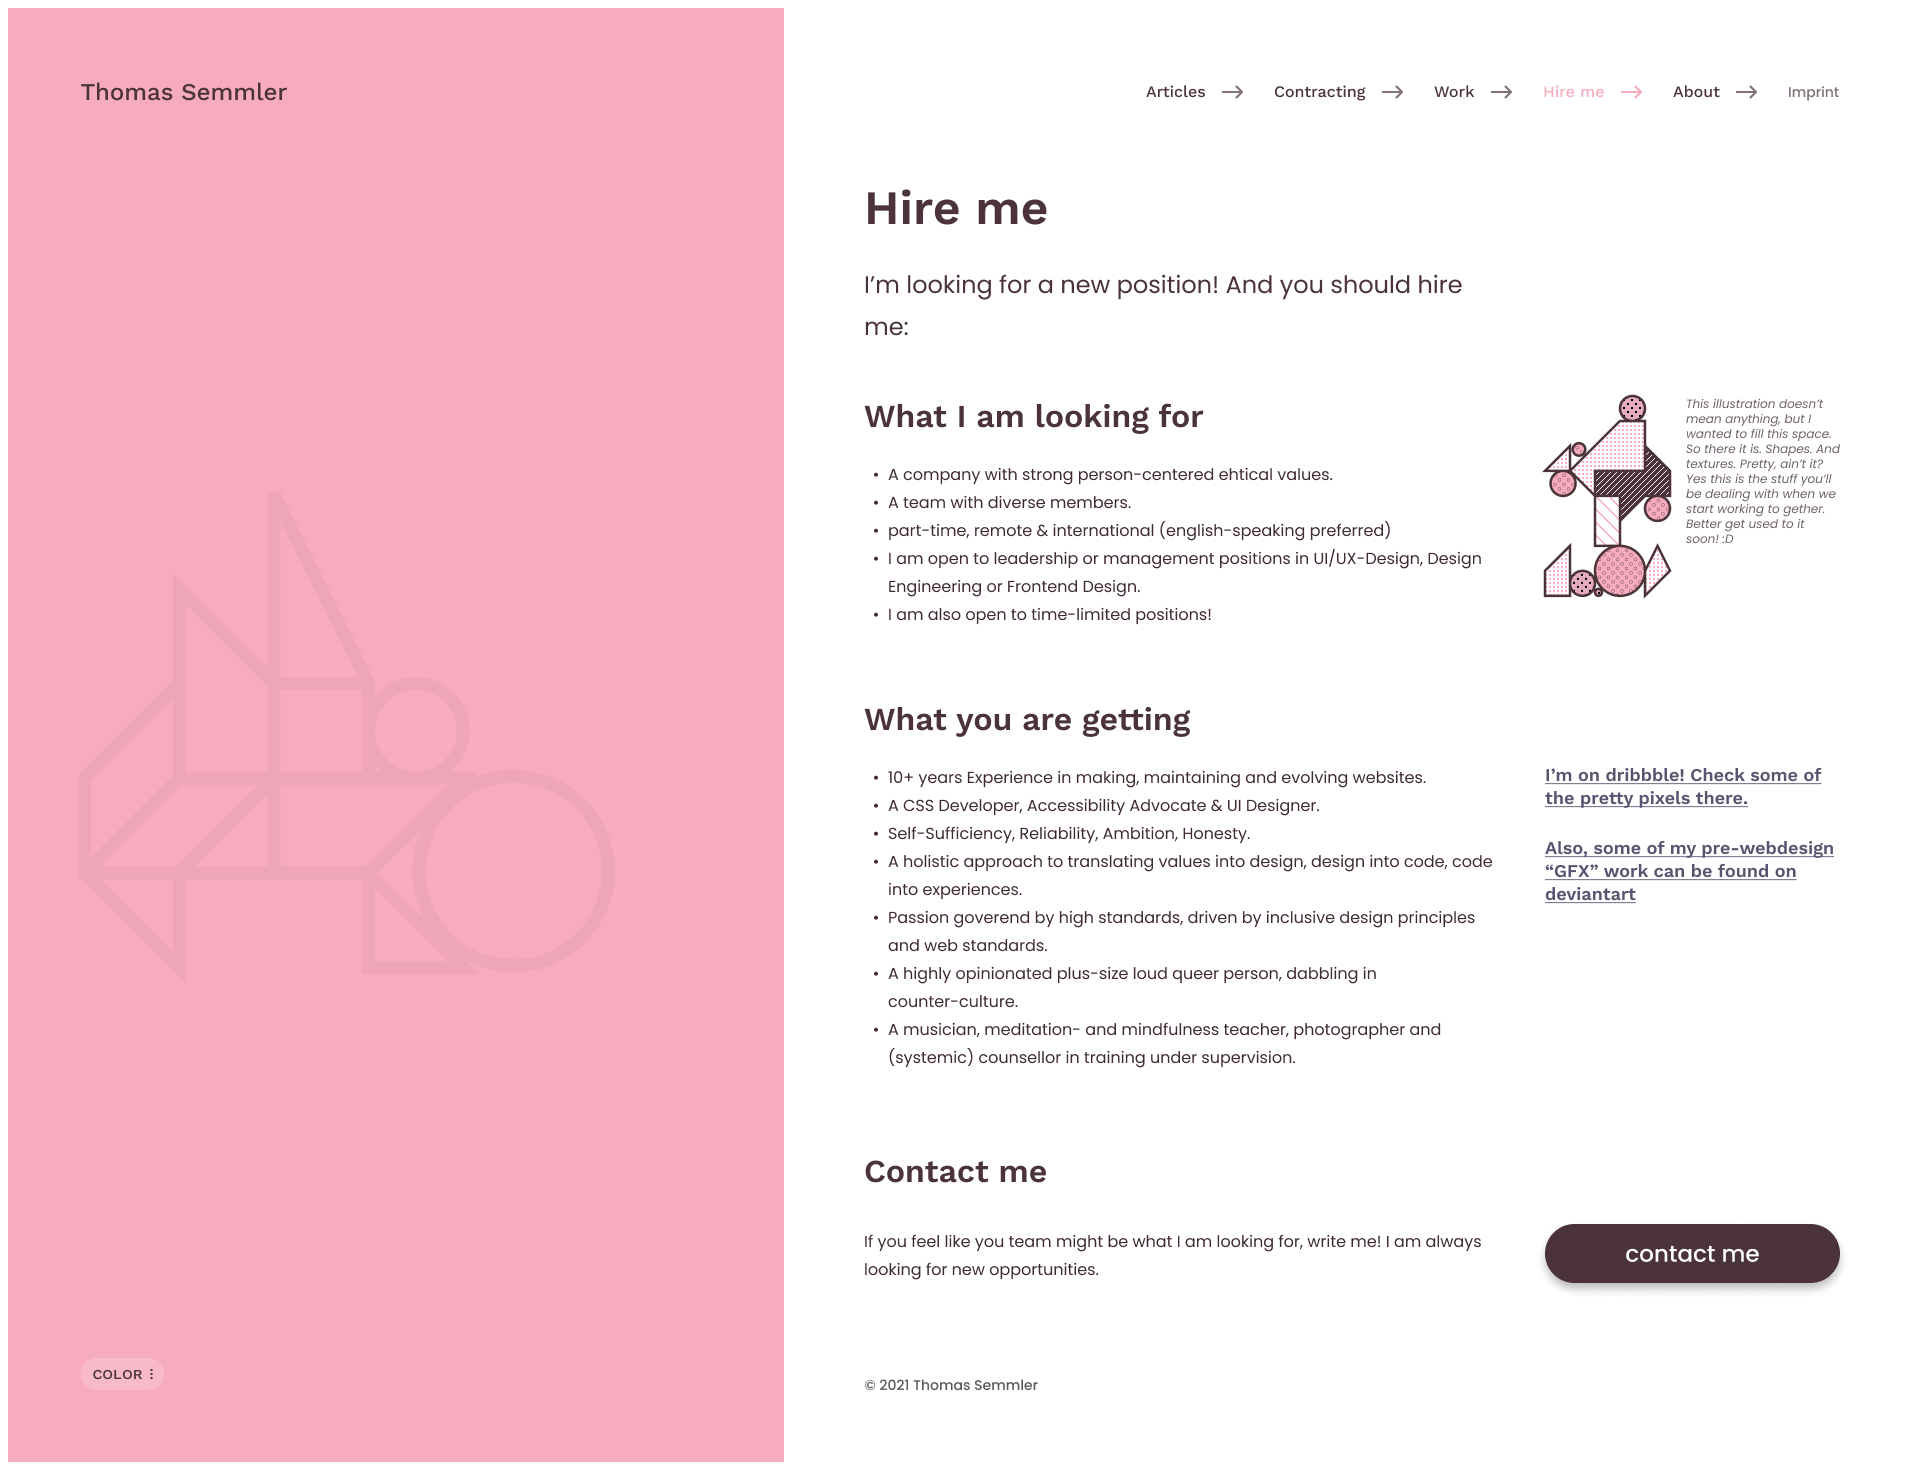 Thomas Semmler
Articles
Contracting
Work
Hire me
About
Imprint
Hire me
I’m looking for a new position! And you should hire
me:
What I am looking for
• A company with strong person-centered ehtical values.
• A team with diverse members.
• part-time, remote & international (english-speaking preferred)
• I am open to leadership or management positions in UI/UX-Design, Design
Engineering or Frontend Design.
• I am also open to time-limited positions!
This illustration doesn’t
mean anything, but I
wanted to fill this space.
So there it is. Shapes. And
textures. Pretty, ain’t it?
Yes this is the stuff you’ll
be dealing with when we
start working to gether.
Better get used to it
soon! :D
What you are getting
• 10+ years Experience in making, maintaining and evolving websites.
• A CSS Developer, Accessibility Advocate & UI Designer.
• Self-Sufficiency, Reliability, Ambition, Honesty.
• A holistic approach to translating values into design, design into code, code
into experiences.
• Passion goverend by high standards, driven by inclusive design principles
and web standards.
• A highly opinionated plus-size loud queer person, dabbling in
counter-culture.
• A musician, meditation- and mindfulness teacher, photographer and
(systemic) counsellor in training under supervision.
I’m on dribbble! Check some of
the pretty pixels there.
Also, some of my pre-webdesign
“GFX” work can be found on
deviantart
Contact me
If you feel like you team might be what I am looking for, write me! I am always
looking for new opportunities.
contact me
COLOR
© 2021 Thomas Semmler